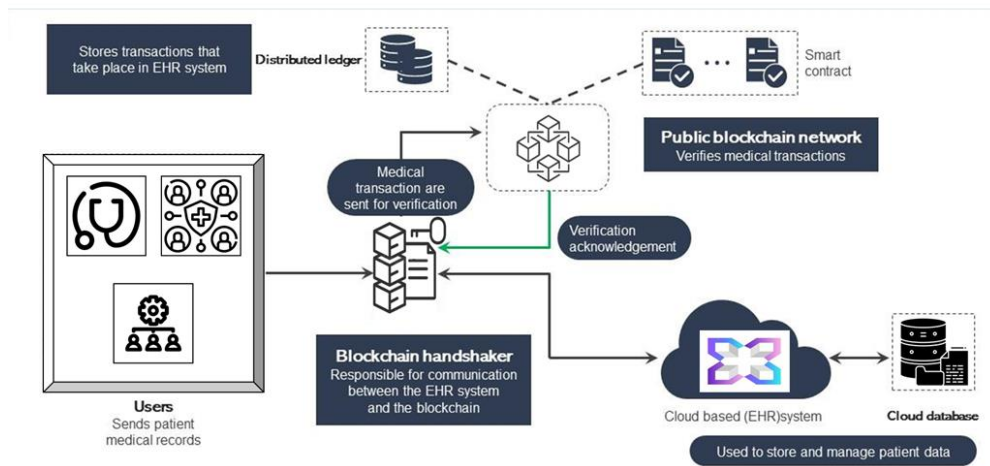 Stores transactions that
take place in EHR system
Distributed ledger
Smart
contract
Public blockchain network
Verifies medical transactions
Medical
transaction are
sent for verification
Verification
acknowledgement
Blockchain handshaker
Responsible for communication
between the EHR system
and the blockchain
Users
Sends patient
medical records
Cloud based (EHR)system
Cloud database
Used to store and manage patient data